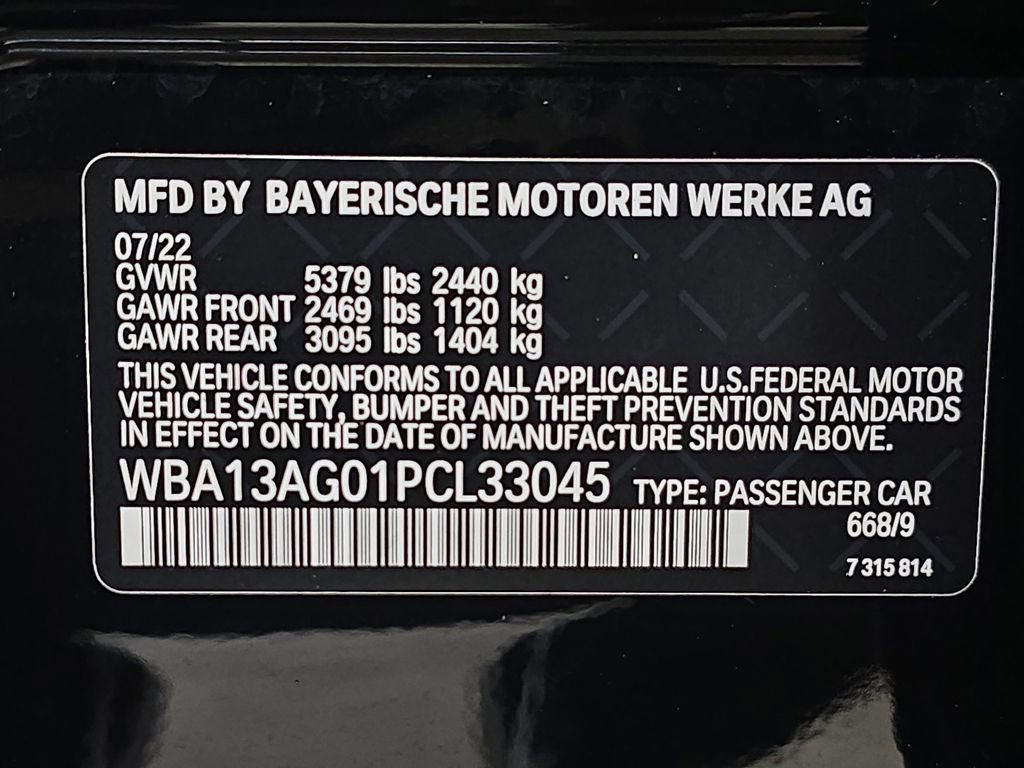 MFD BY BAYERISCHE MOTOREN WERKE AG
07/22
GVWR 5379 lbs 2440 kg
GAWR FRONT 2469 lbs 1120 kg
GAWR REAR 3095 lbs 1404 kg
THIS VEHICLE CONFORMS TO ALL APPLICABLE U.S.FEDERAL MOTOR
VEHICLE SAFETY, BUMPER AND THEFT PREVENTION STANDARDS
IN EFFECT ON THE DATE OF MANUFACTURE SHOWN ABOVE.
WBA13AG01PCL33045 TYPE: PASSENGER CAR
668/9
7 315 814